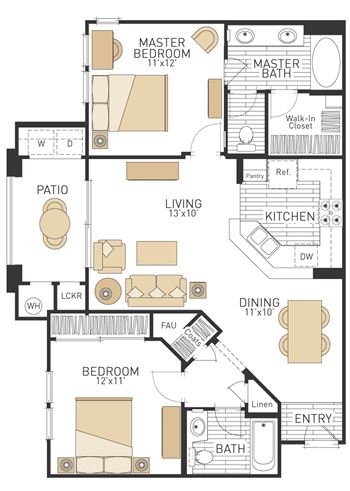 MASTER
BEDROOM
11'x12'
MASTER
BATH
Walk-In
Closet
W
D
PATIO
LIVING
13'x10'
Pantry
Ref.
KITCHEN
DW
WH
LCKR
DINING
11'x10'
FAU
Coats
BEDROOM
12'x11'
Linen
ENTRY
BATH